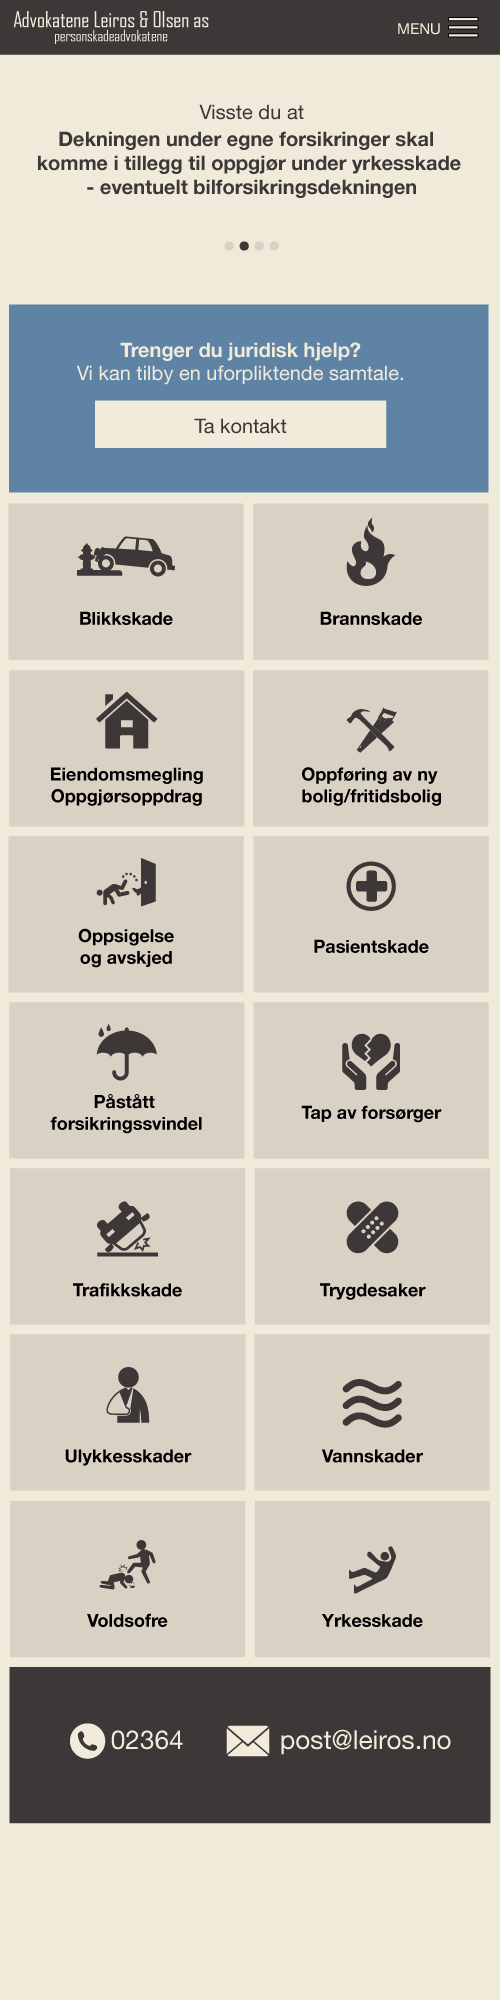 Advokatene Leiros & Olsen as
personskadeadvokatene
MENU
Visste du at
Dekningen under egne forsikringer skal
komme i tillegg til oppgjør under yrkesskade
- eventuelt bilforsikringsdekningen
Trenger du juridisk hjelp?
Vi kan tilby en uforpliktende samtale.
Ta kontakt
Blikkskade
Brannskade
Eiendomsmegling
Oppgjørsoppdrag
Oppføring av ny
bolig/fritidsbolig
Oppsigelse
og avskjed
Pasientskade
Påstått
forsikringssvindel
Tap av forsørger
Trafikkskade
Trygdesaker
Ulykkesskader
Vannskader
Voldsofre
Yrkesskade
02364
post@leiros.no